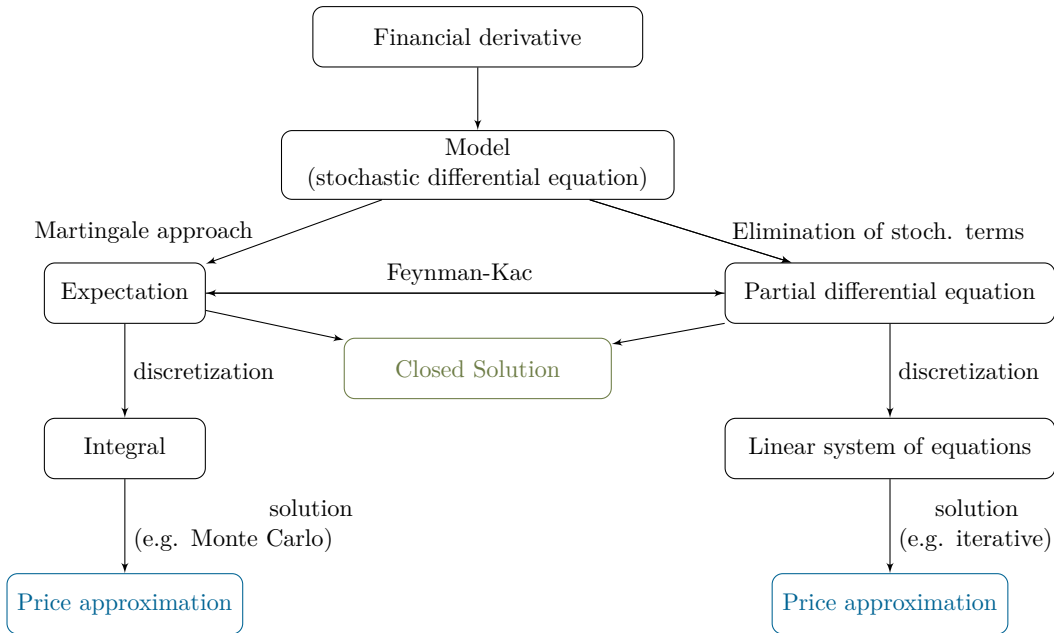 Financial derivative
Model
(stochastic differential equation)
Martingale approach
Elimination of stoch. terms
Feynman-Kac
Expectation
Partial differential equation
Closed Solution
discretization
discretization
Integral
Linear system of equations
solution
(e.g. Monte Carlo)
solution
(e.g. iterative)
Price approximation
Price approximation